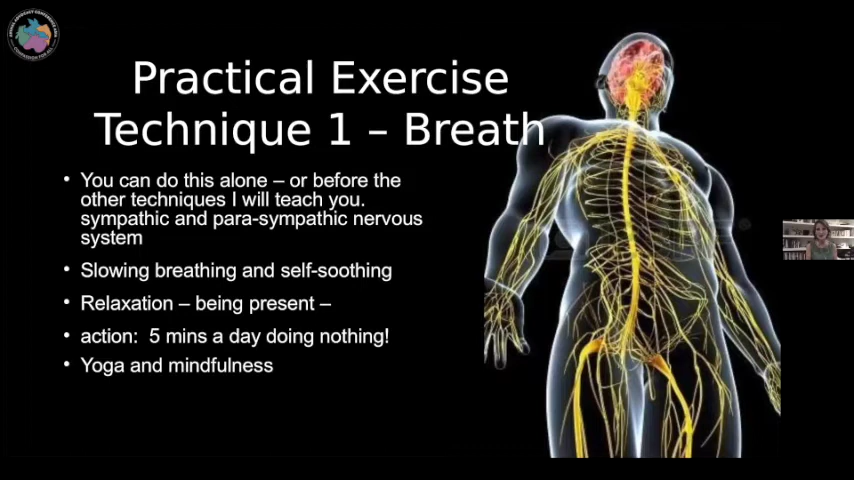 Practical Exercise
Technique 1 – Breath
• You can do this alone – or before the
other techniques I will teach you.
sympathic and para-sympathic nervous
system
• Slowing breathing and self-soothing
• Relaxation – being present –
• action:  5 mins a day doing nothing!
• Yoga and mindfulness